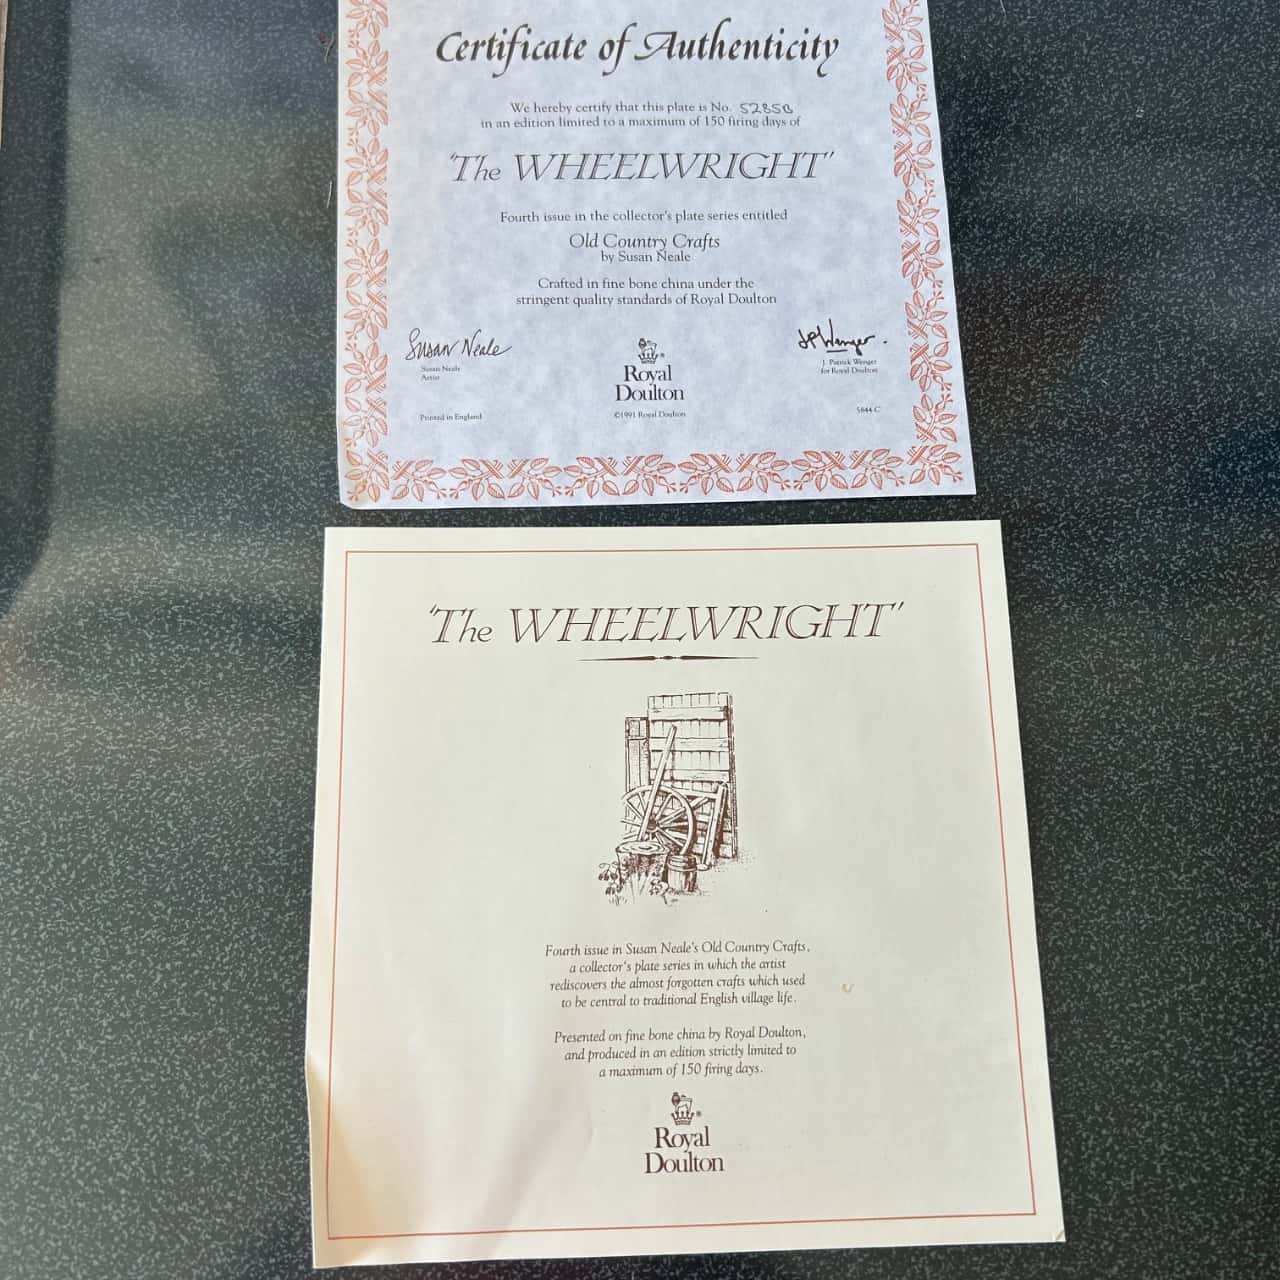 Certificate of Authenticity
We hereby certify that this plate is No. 5285B
in an edition limited to a maximum of 150 firing days of
'The WHEELWRIGHT'
Fourth issue in the collector's plate series entitled
Old Country Crafts
by Susan Neale
Crafted in fine bone china under the
stringent quality standards of Royal Doulton
Susan Neale
Susan Neale
Artist
Printed in England
Royal
Doulton
©1991 Royal Doulton
JPWenger.
J. Patrick Wenger
for Royal Doulton
5844 C
'The WHEELWRIGHT'
Fourth issue in Susan Neale's Old Country Crafts,
a collector's plate series in which the artist
rediscovers the almost forgotten crafts which used
to be central to traditional English village life.
Presented on fine bone china by Royal Doulton,
and produced in an edition strictly limited to
a maximum of 150 firing days.
®
Royal
Doulton